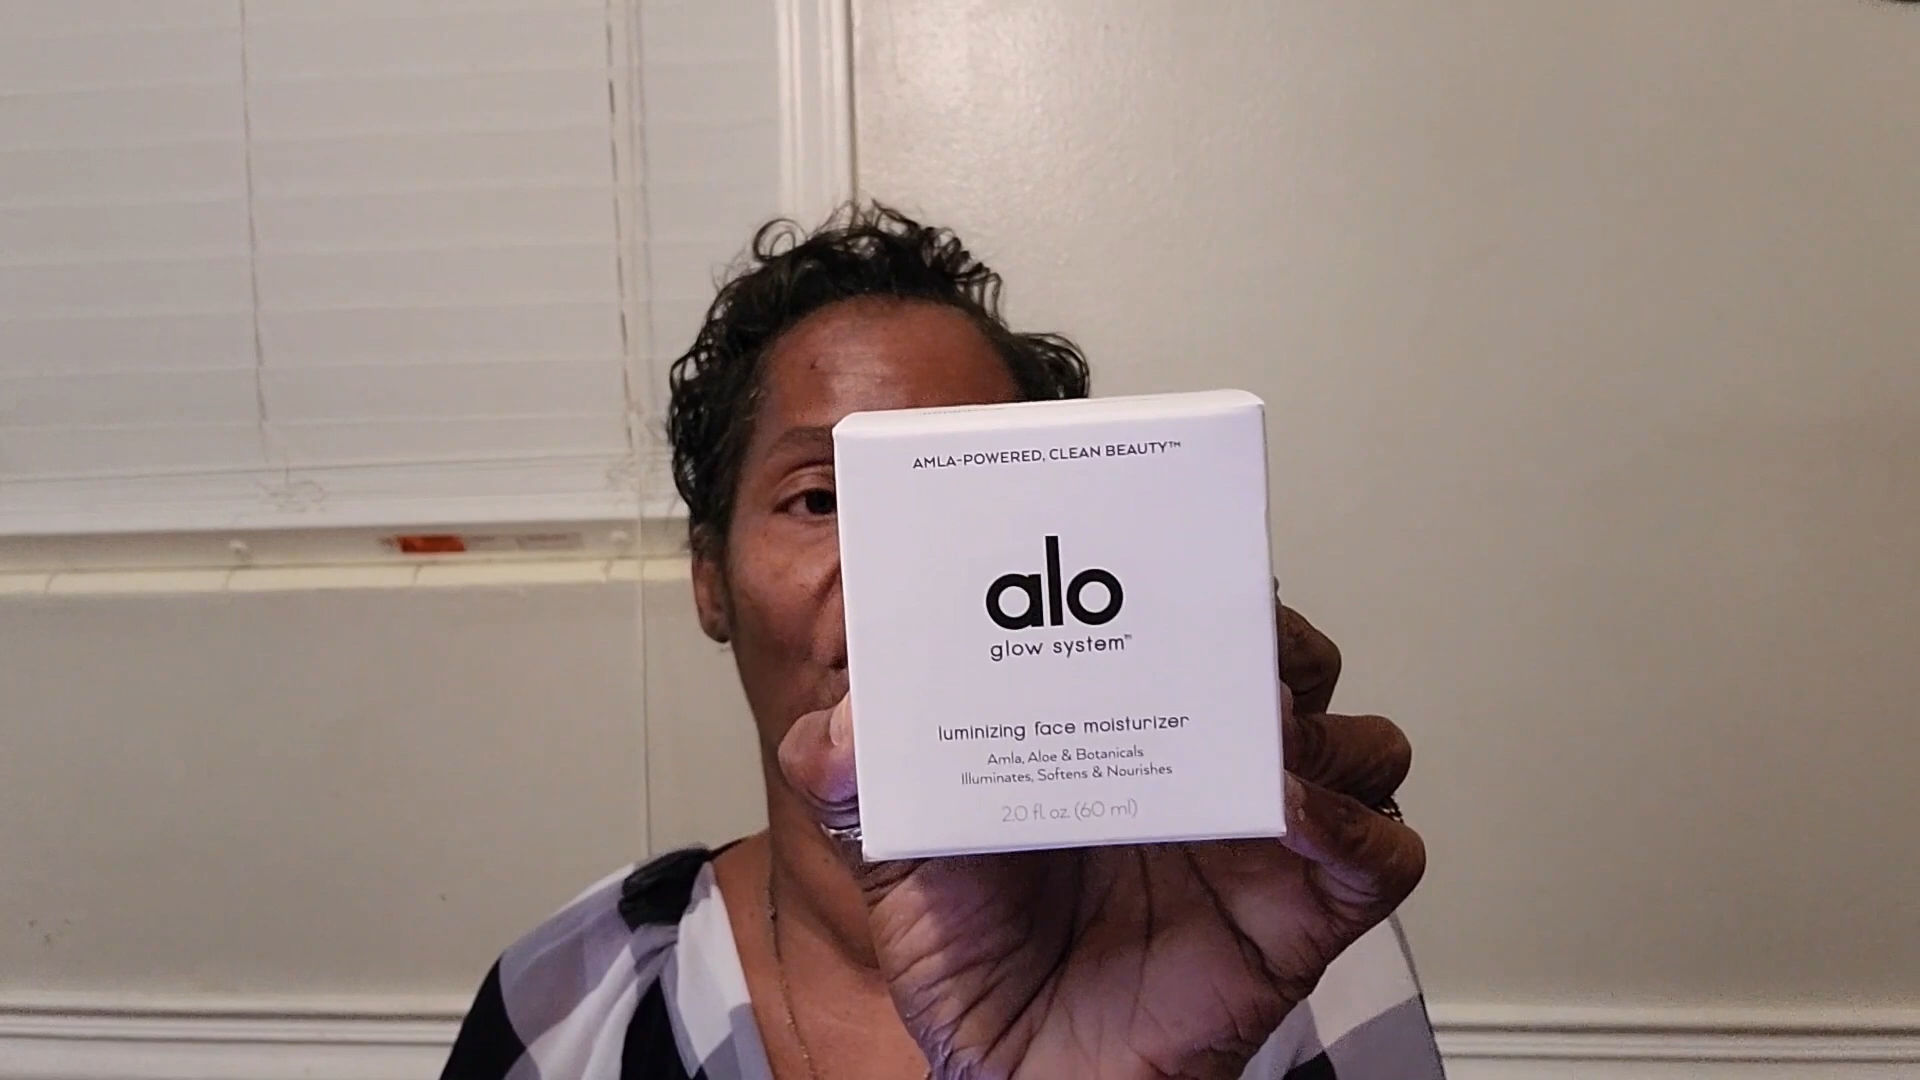 AMLA-POWERED, CLEAN BEAUTY™
alo
glow system™
luminizing face moisturizer
Amla, Aloe & Botanicals
Illuminates, Softens & Nourishes
2.0 fl. oz. (60 ml)